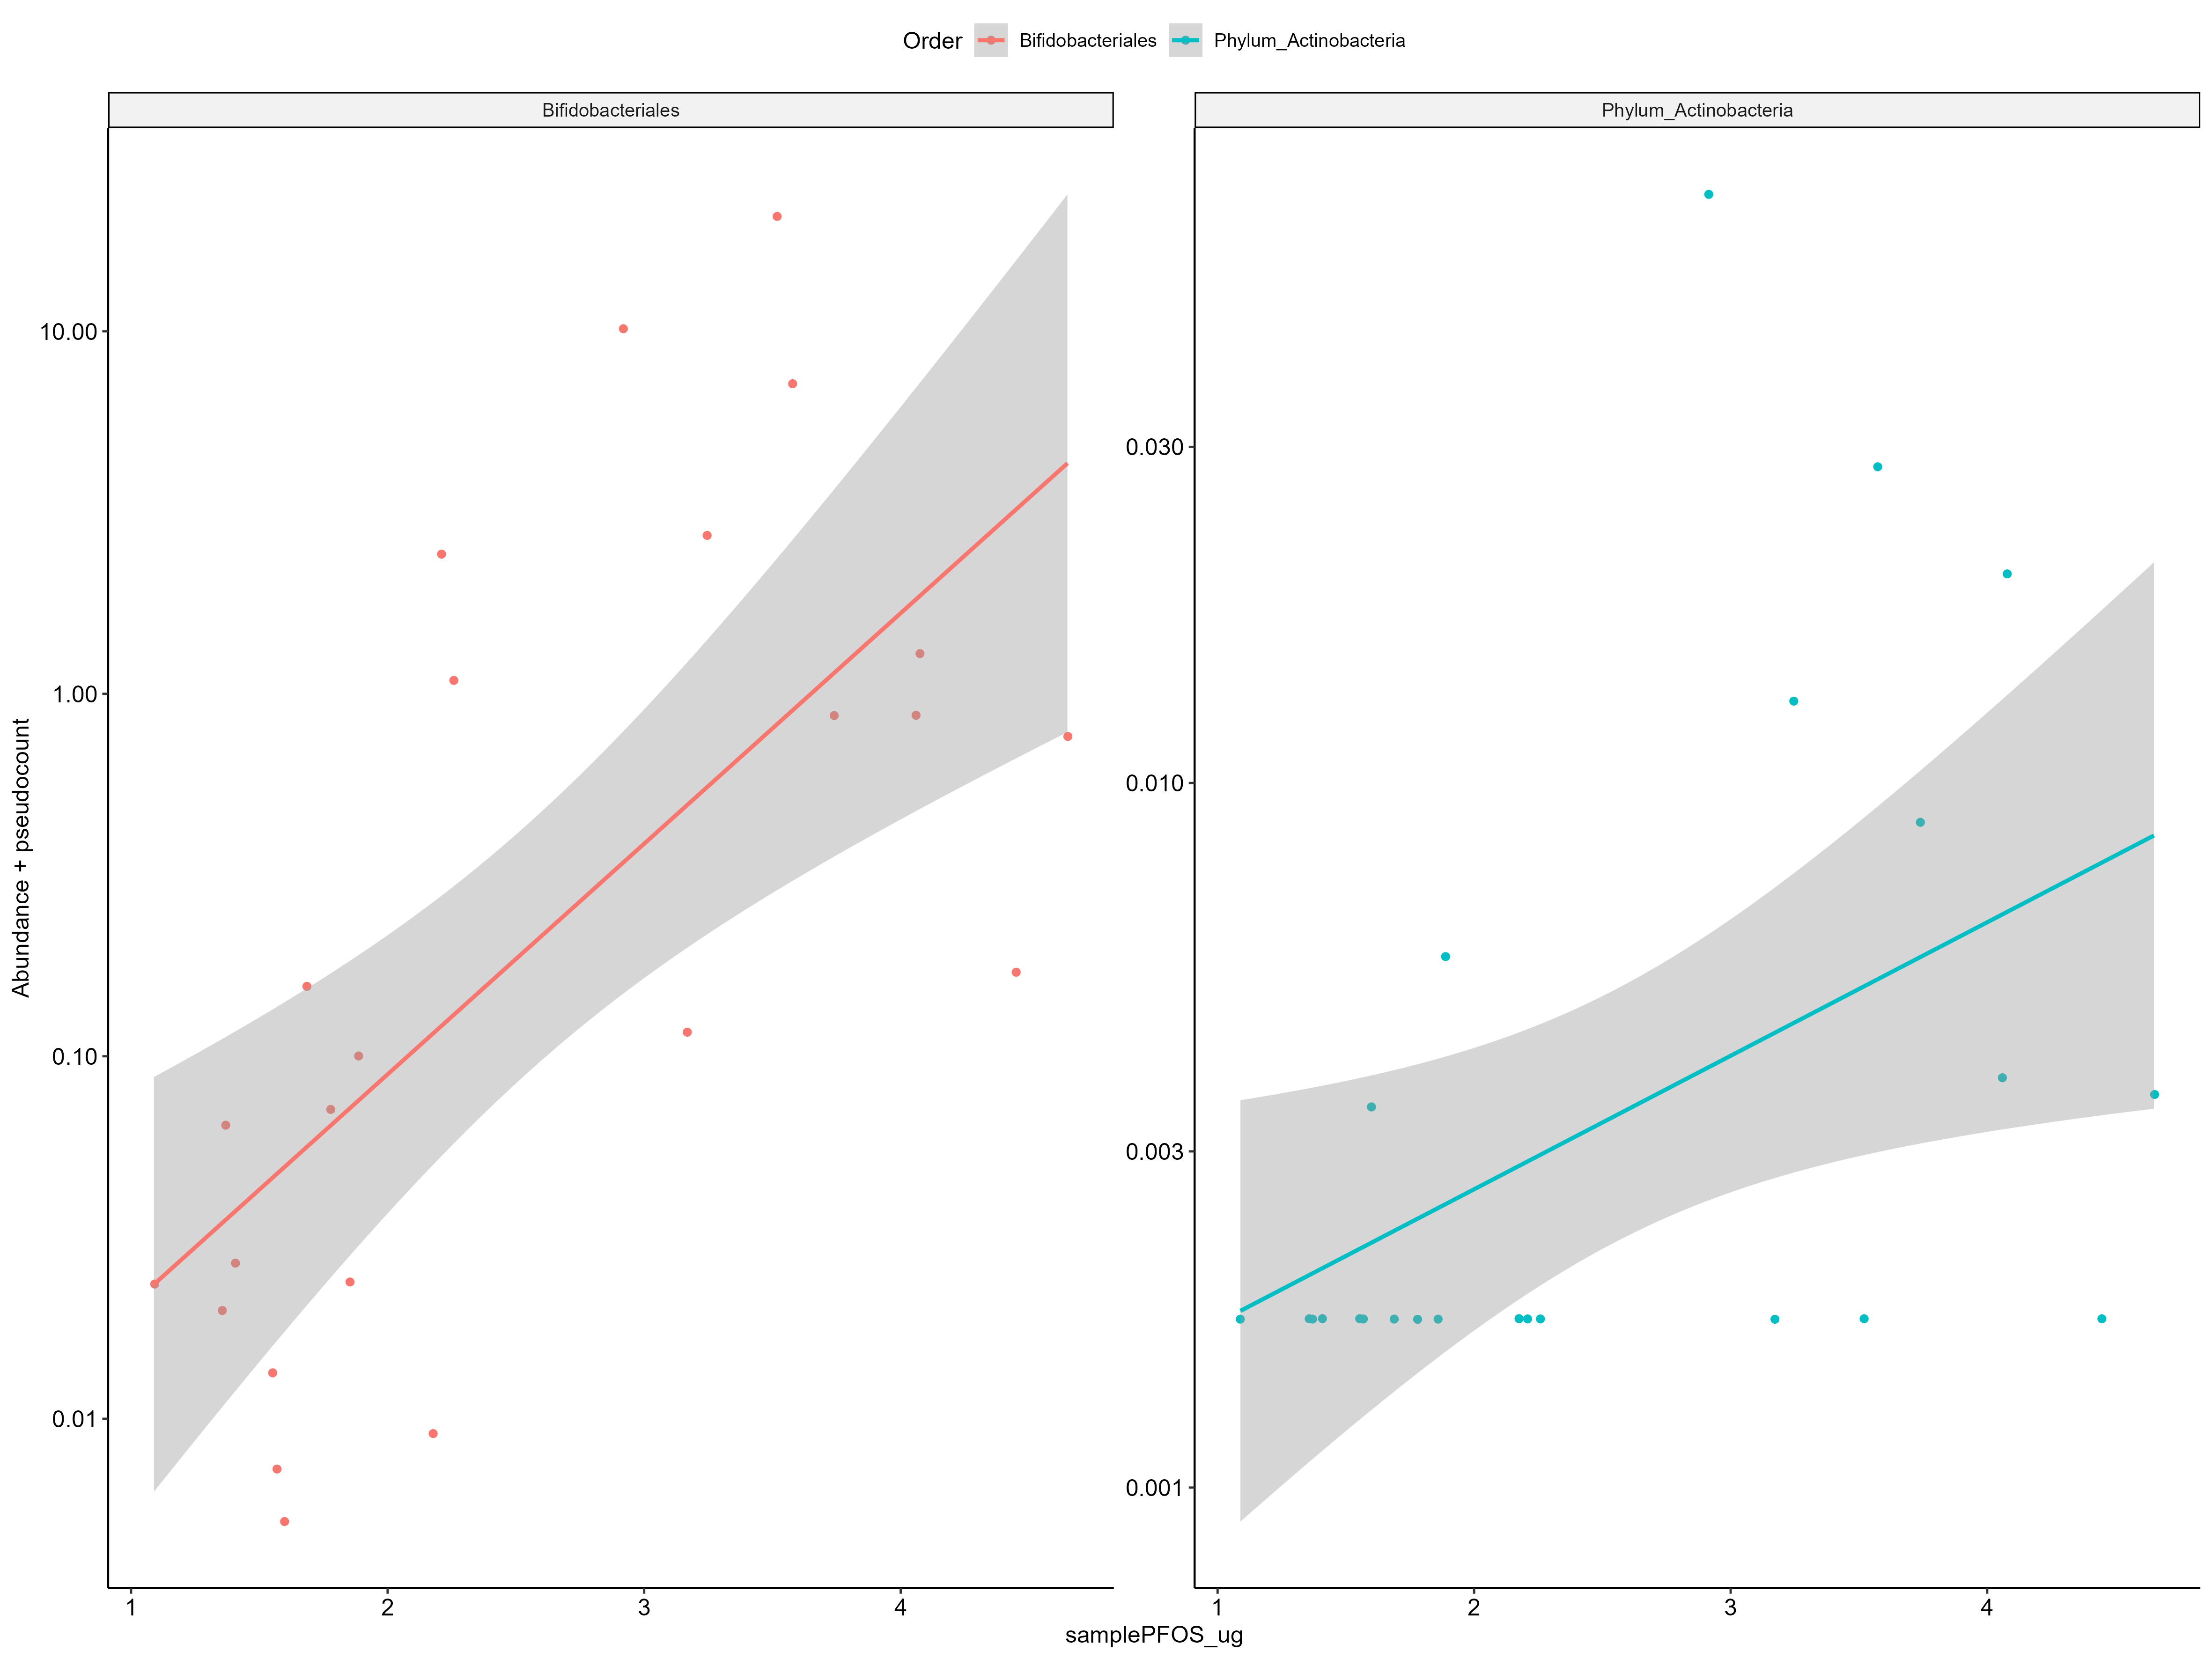 Order Bifidobacteriales Phylum_Actinobacteria
Bifidobacteriales
Phylum_Actinobacteria
Abundance + pseudocount
10.00
1.00
0.10
0.01
0.030
0.010
0.003
0.001
1 2 3 4
1 2 3 4
samplePFOS_ug